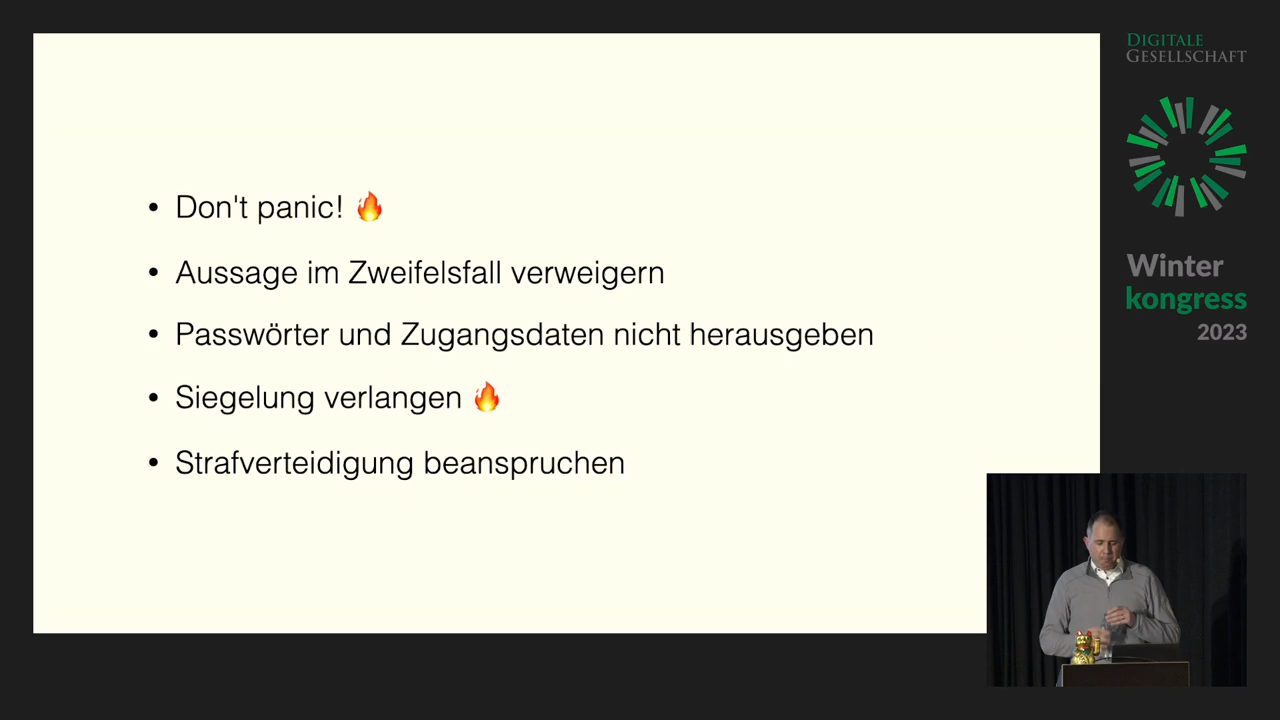 • Don't panic! 🔥
• Aussage im Zweifelsfall verweigern
• Passwörter und Zugangsdaten nicht herausgeben
• Siegelung verlangen 🔥
• Strafverteidigung beanspruchen
DIGITALE
GESELLSCHAFT
Winter
kongress
2023